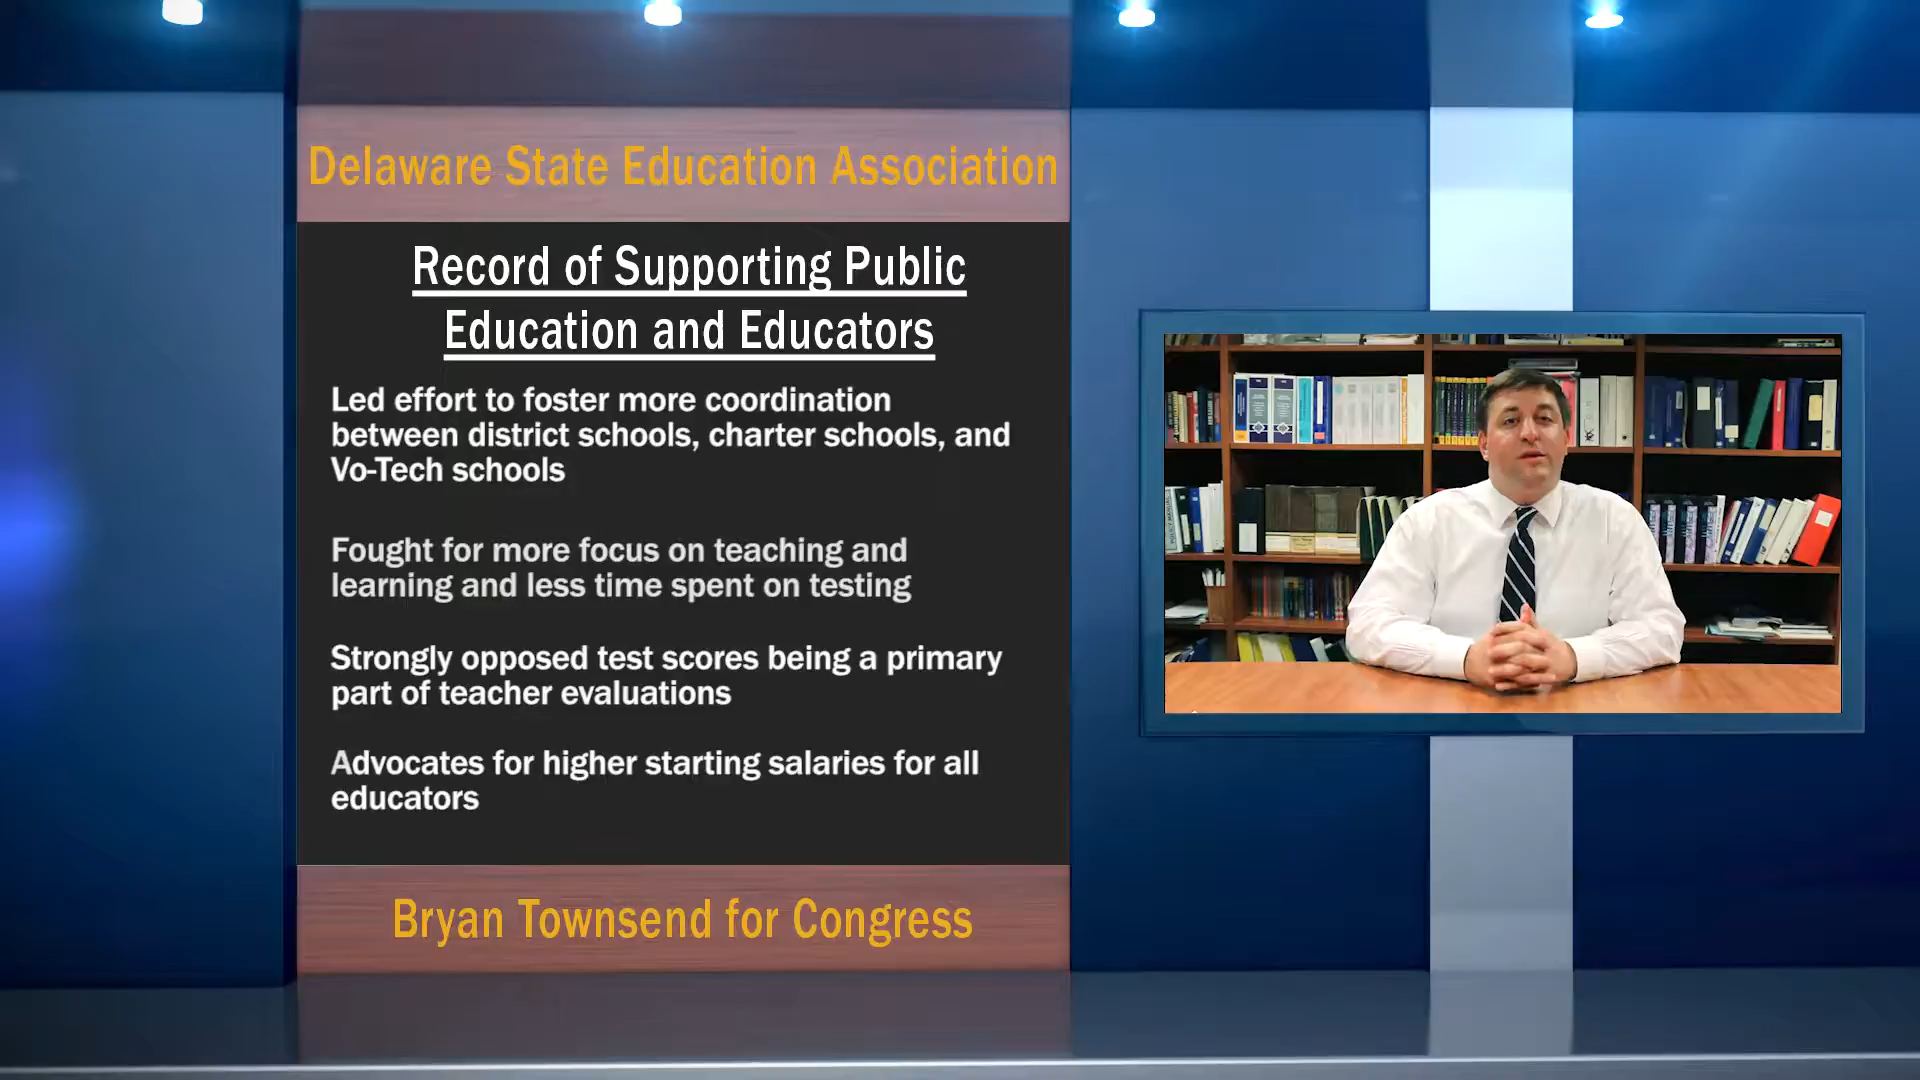 Delaware State Education Association
Record of Supporting Public
Education and Educators
Led effort to foster more coordination
between district schools, charter schools, and
Vo-Tech schools
Fought for more focus on teaching and
learning and less time spent on testing
Strongly opposed test scores being a primary
part of teacher evaluations
Advocates for higher starting salaries for all
educators
Bryan Townsend for Congress